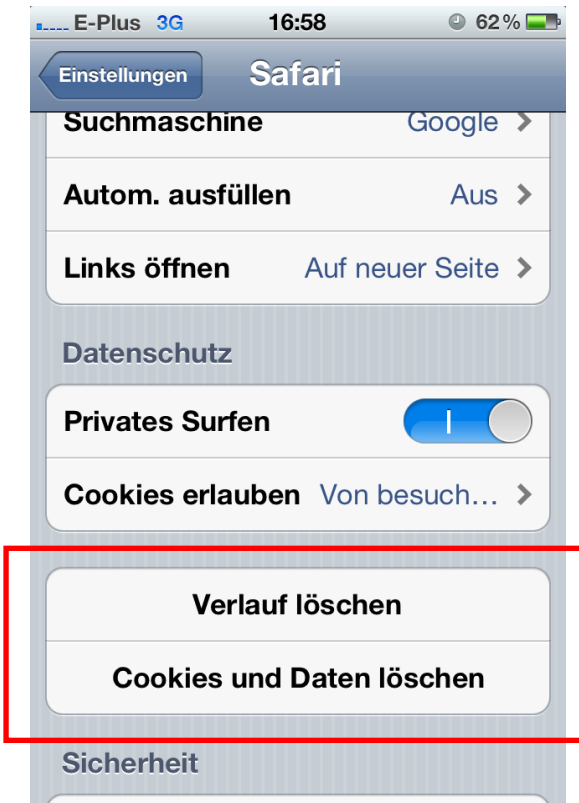 E-Plus 3G 16:58 62%
Einstellungen Safari
Suchmaschine Google
Autom. ausfüllen Aus
Links öffnen Auf neuer Seite
Datenschutz
Privates Surfen
Cookies erlauben Von besuch...
Verlauf löschen
Cookies und Daten löschen
Sicherheit